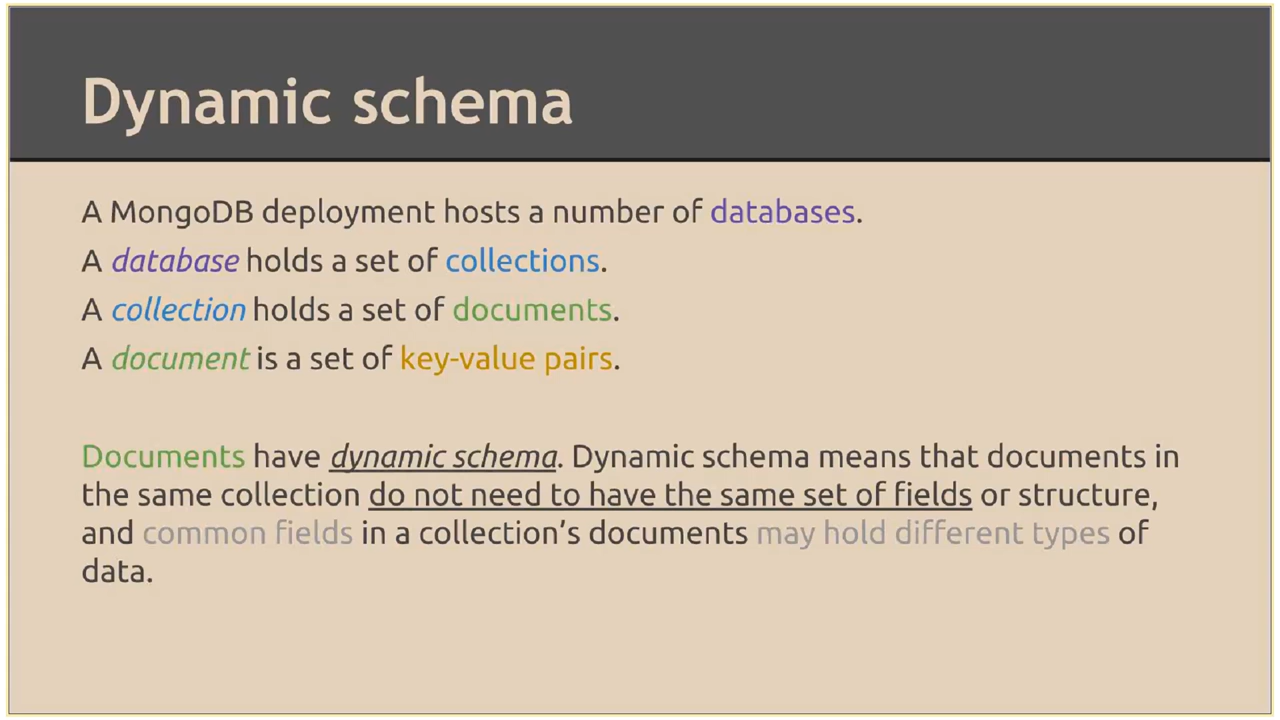 Dynamic schema
A MongoDB deployment hosts a number of databases.
A database holds a set of collections.
A collection holds a set of documents.
A document is a set of key-value pairs.
Documents have dynamic schema. Dynamic schema means that documents in
the same collection do not need to have the same set of fields or structure,
and common fields in a collection’s documents may hold different types of
data.